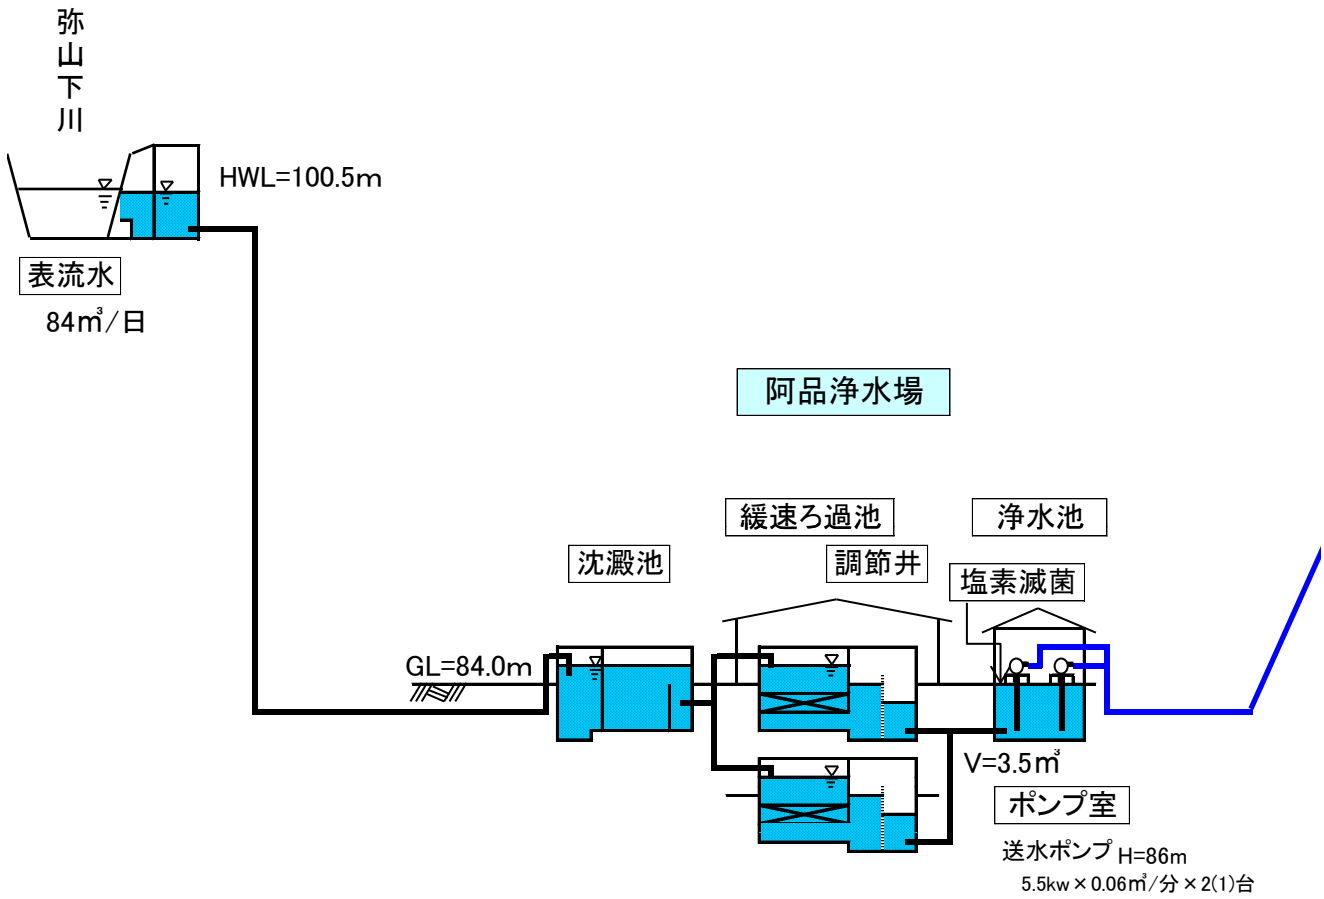 弥山下川
HWL=100.5m
表流水
84㎥/日
阿品浄水場
緩速ろ過池
浄水池
沈澱池
調節井
塩素滅菌
GL=84.0m
V=3.5㎥
ポンプ室
送水ポンプ H=86m
5.5kw×0.06㎥/分×2(1)台